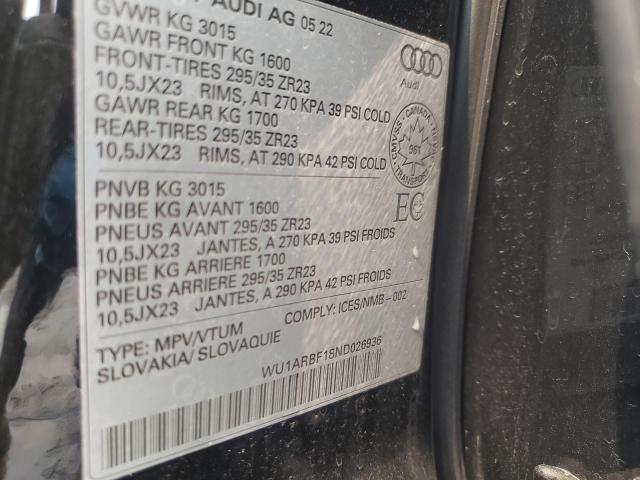 AUDI AG 05 22
GVWR KG 3015
GAWR FRONT KG 1600
FRONT-TIRES 295/35 ZR23
10,5JX23 RIMS, AT 270 KPA 39 PSI COLD
GAWR REAR KG 1700
REAR-TIRES 295/35 ZR23
10,5JX23 RIMS, AT 290 KPA 42 PSI COLD
Audi
CANADA
CMVSS
961
TRANSPORT
EC
PNVB KG 3015
PNBE KG AVANT 1600
PNEUS AVANT 295/35 ZR23
10,5JX23 JANTES, A 270 KPA 39 PSI FROIDS
PNBE KG ARRIERE 1700
PNEUS ARRIERE 295/35 ZR23
10,5JX23 JANTES, A 290 KPA 42 PSI FROIDS
COMPLY: ICES/NMB-002
TYPE: MPV/VTUM
SLOVAKIA/ SLOVAQUIE
WU1ARBF18ND026936